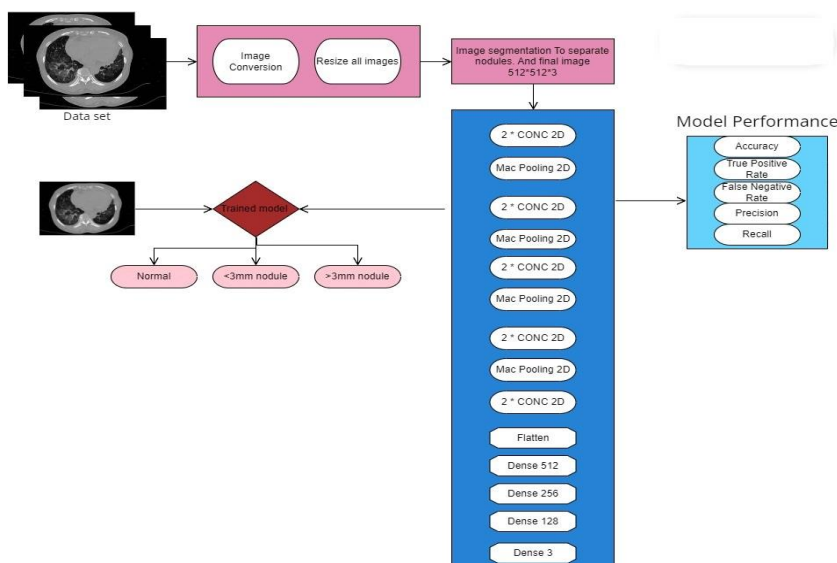 Image
Conversion
Resize all images
Image segmentation To separate
nodules. And final image
512*512*3
Data set
2 * CONC 2D
Mac Pooling 2D
2 * CONC 2D
Mac Pooling 2D
2 * CONC 2D
Mac Pooling 2D
2 * CONC 2D
Mac Pooling 2D
2 * CONC 2D
Flatten
Dense 512
Dense 256
Dense 128
Dense 3
Model Performance
Accuracy
True Positive
Rate
False Negative
Rate
Precision
Recall
Trained model
Normal
<3mm nodule
>3mm nodule